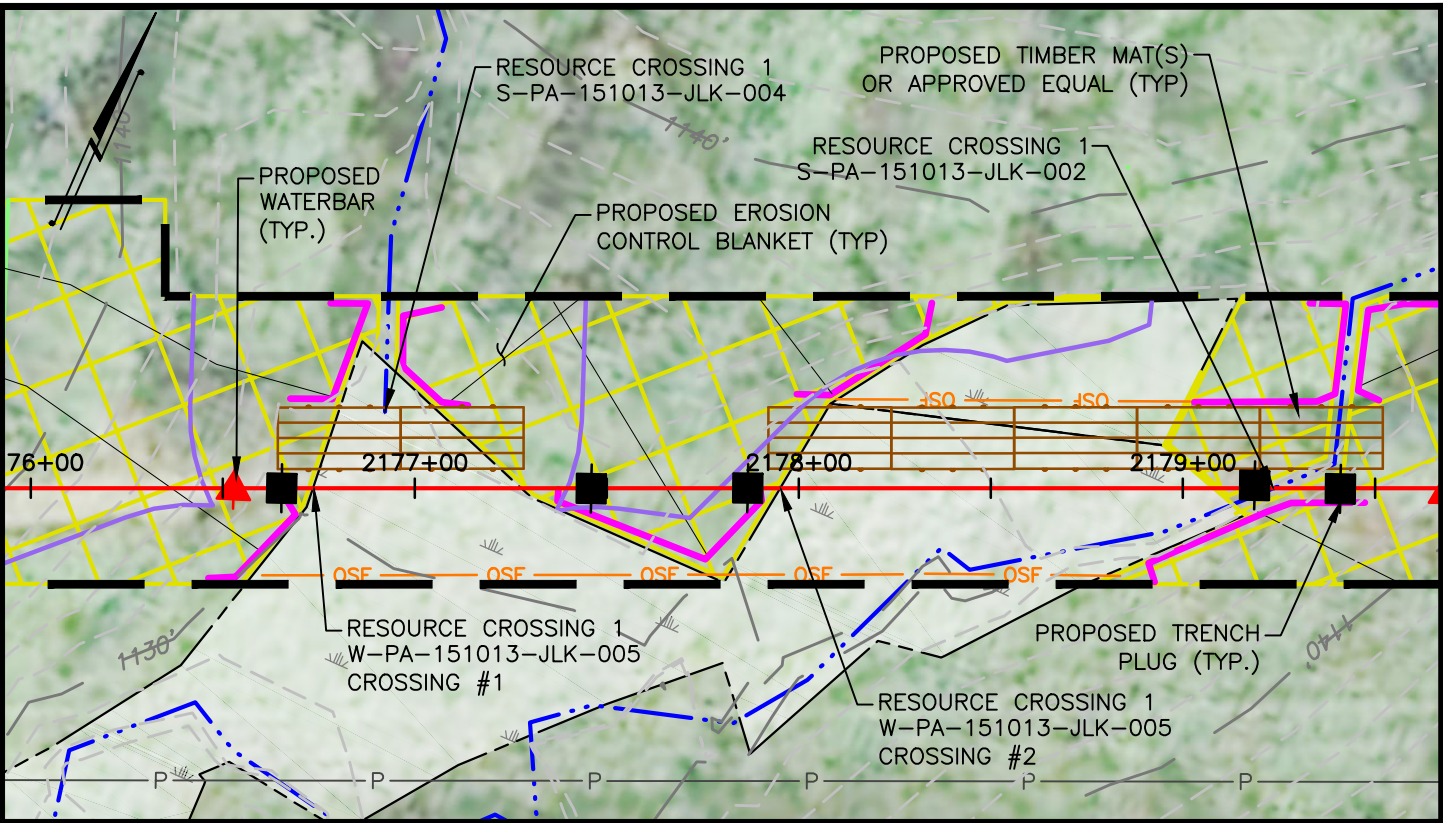 RESOURCE CROSSING 1
S-PA-151013-JLK-004
PROPOSED TIMBER MAT(S)
OR APPROVED EQUAL (TYP)
1140'
1140'
RESOURCE CROSSING 1
S-PA-151013-JLK-002
PROPOSED
WATERBAR
(TYP.)
PROPOSED EROSION
CONTROL BLANKET (TYP)
OSF
OSF
76+00
2177+00
2178+00
2179+00
OSF
OSF
OSF
OSF
OSF
RESOURCE CROSSING 1
W-PA-151013-JLK-005
CROSSING #1
1130'
PROPOSED TRENCH
PLUG (TYP.)
1140'
RESOURCE CROSSING 1
W-PA-151013-JLK-005
CROSSING #2
P
P
P
P
P
P